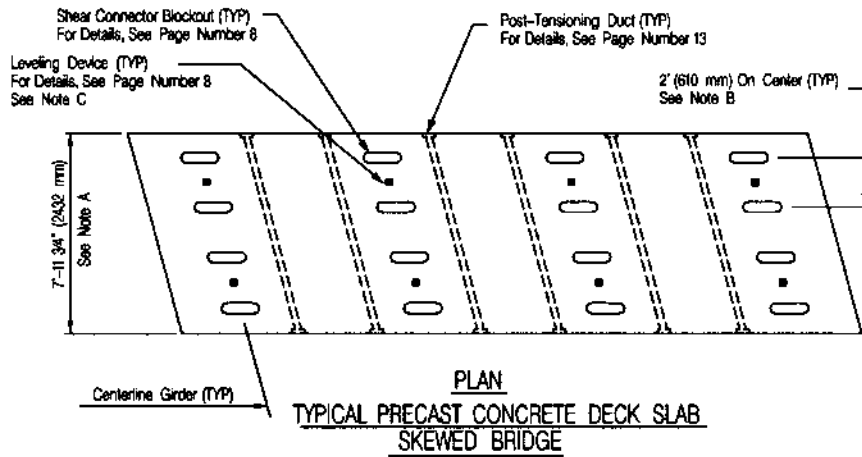 Shear Connector Blockout (TYP)
For Details, See Page Number 8
Post-Tensioning Duct (TYP)
For Details, See Page Number 13
Leveling Device (TYP)
For Details, See Page Number 8
See Note C
2' (610 mm) On Center (TYP)
See Note B
7'-11 3/4" (2432 mm)
See Note A
Centerline Girder (TYP)
PLAN
TYPICAL PRECAST CONCRETE DECK SLAB
SKEWED BRIDGE